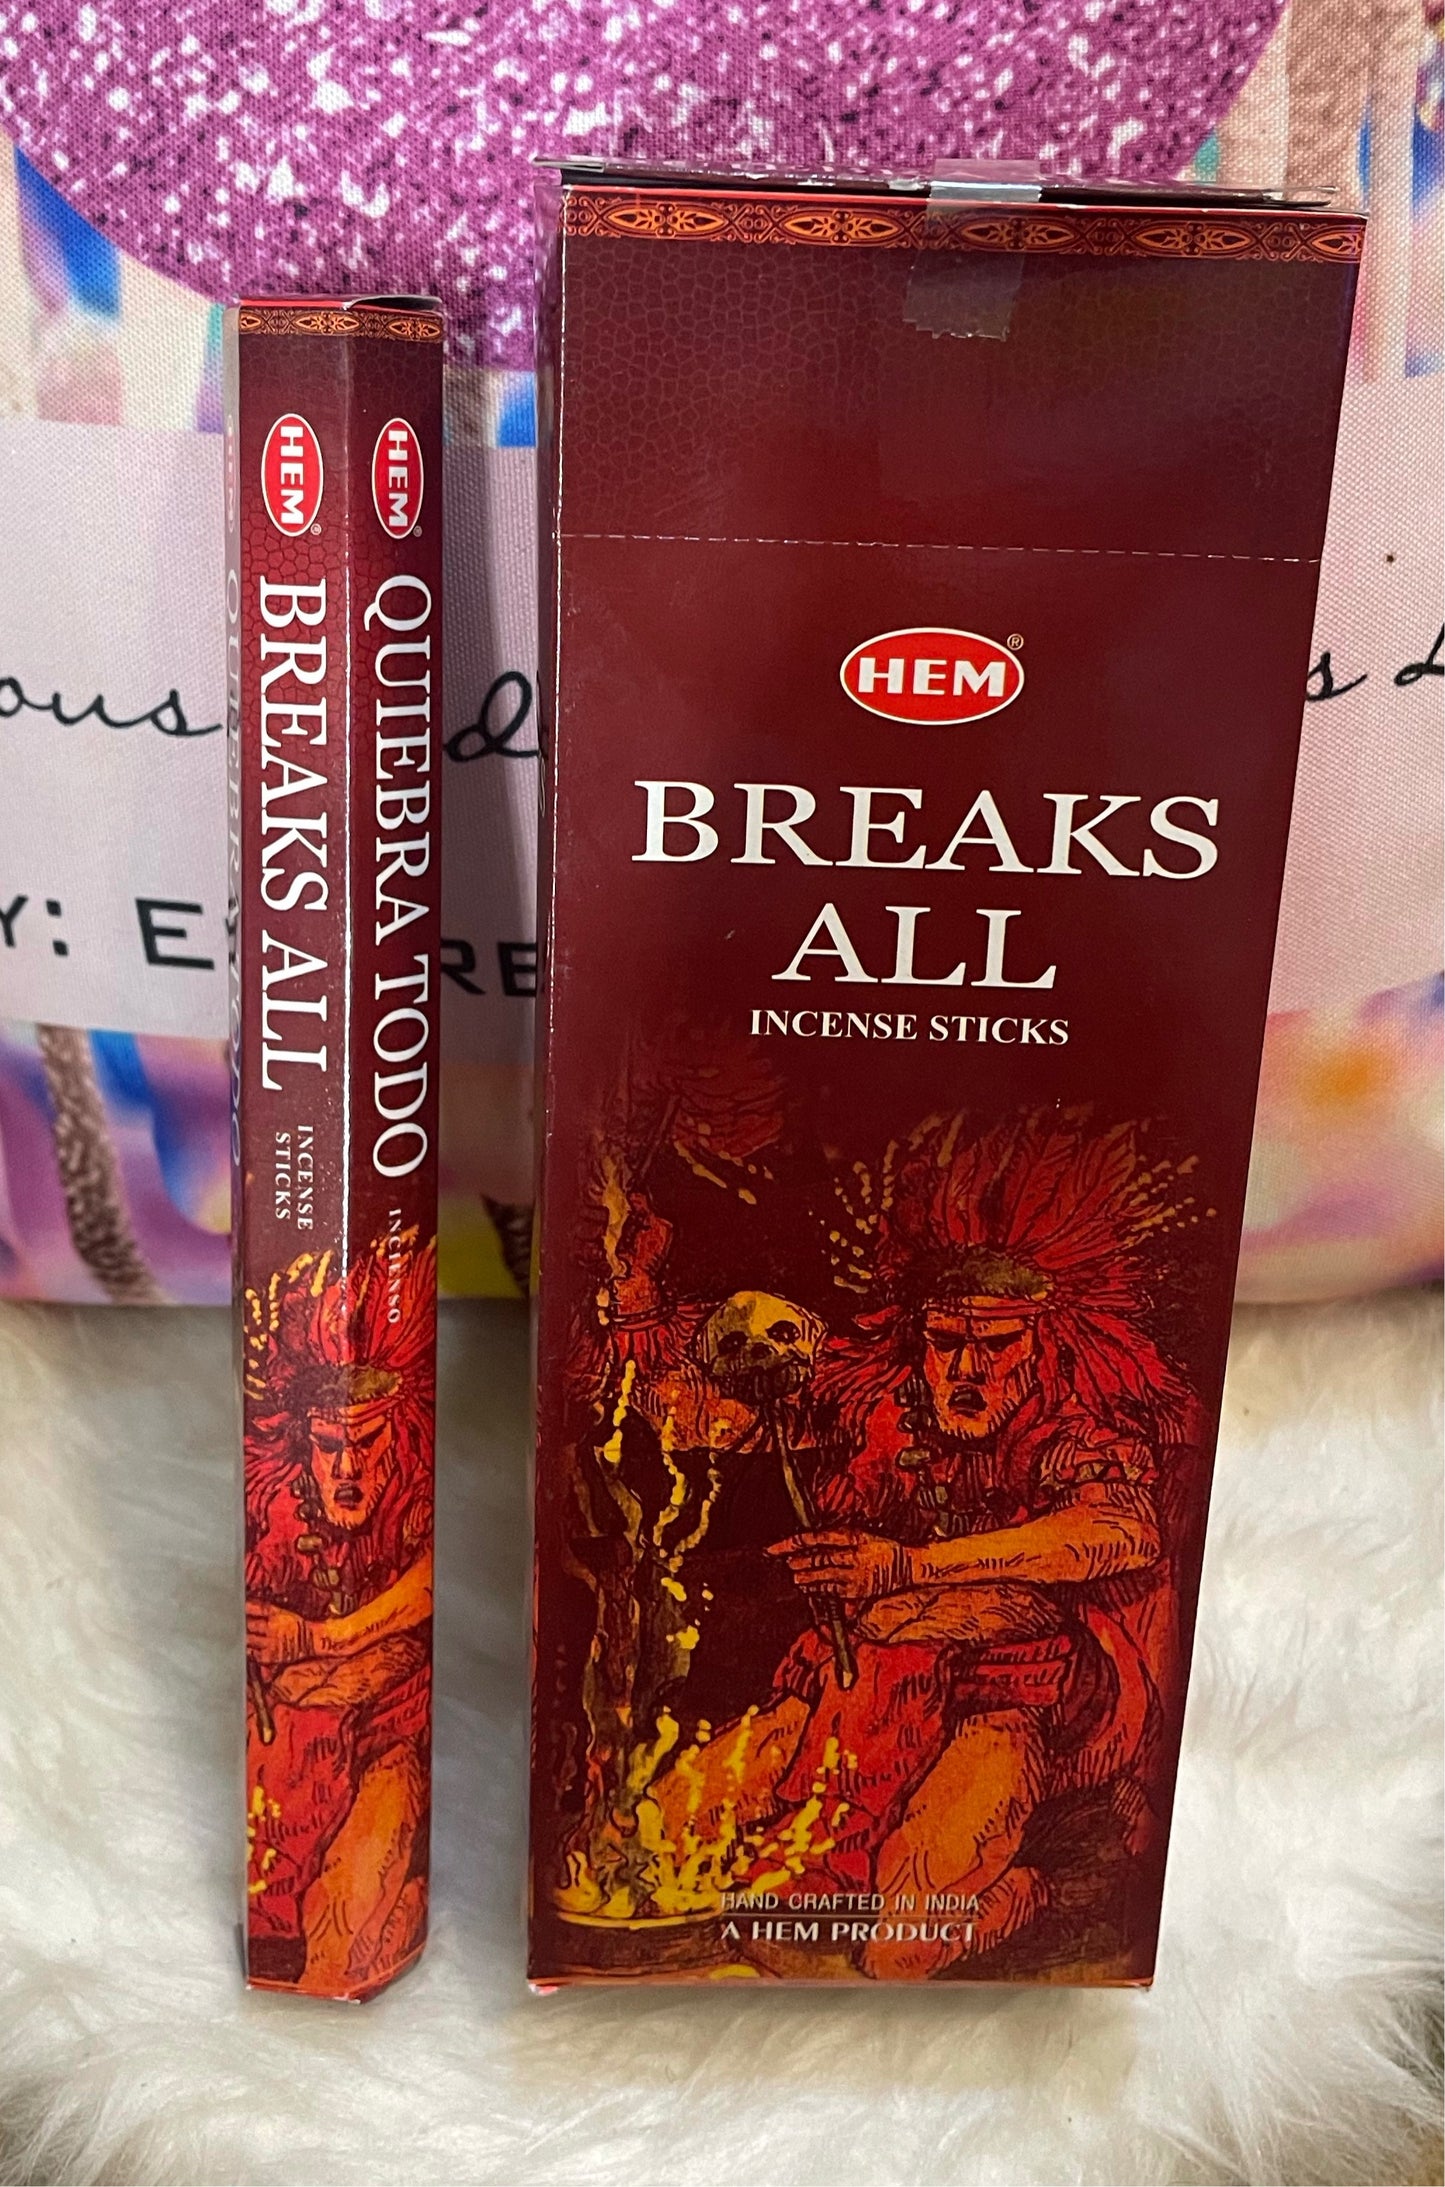 HEM
BREAKS ALL
INCENSE
STICKS
HEM
QUIEBRA TODO
INCIENSO
HEM®
BREAKS
ALL
INCENSE STICKS
HAND CRAFTED IN INDIA
A HEM PRODUCT